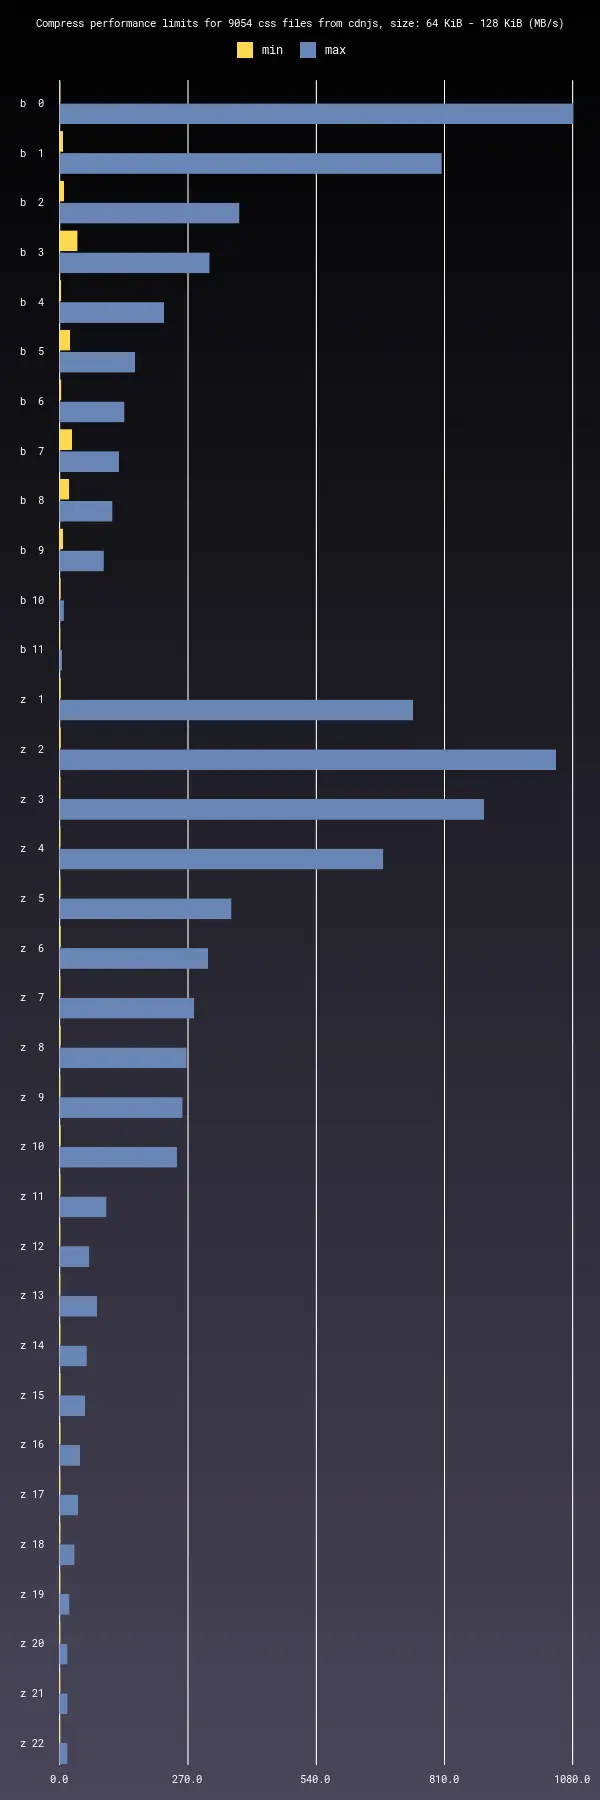 Compress performance limits for 9054 css files from cdnjs, size: 64 KiB - 128 KiB (MB/s)
min max
b 0
b 1
b 2
b 3
b 4
b 5
b 6
b 7
b 8
b 9
b 10
b 11
z 1
z 2
z 3
z 4
z 5
z 6
z 7
z 8
z 9
z 10
z 11
z 12
z 13
z 14
z 15
z 16
z 17
z 18
z 19
z 20
z 21
z 22
0.0 270.0 540.0 810.0 1080.0